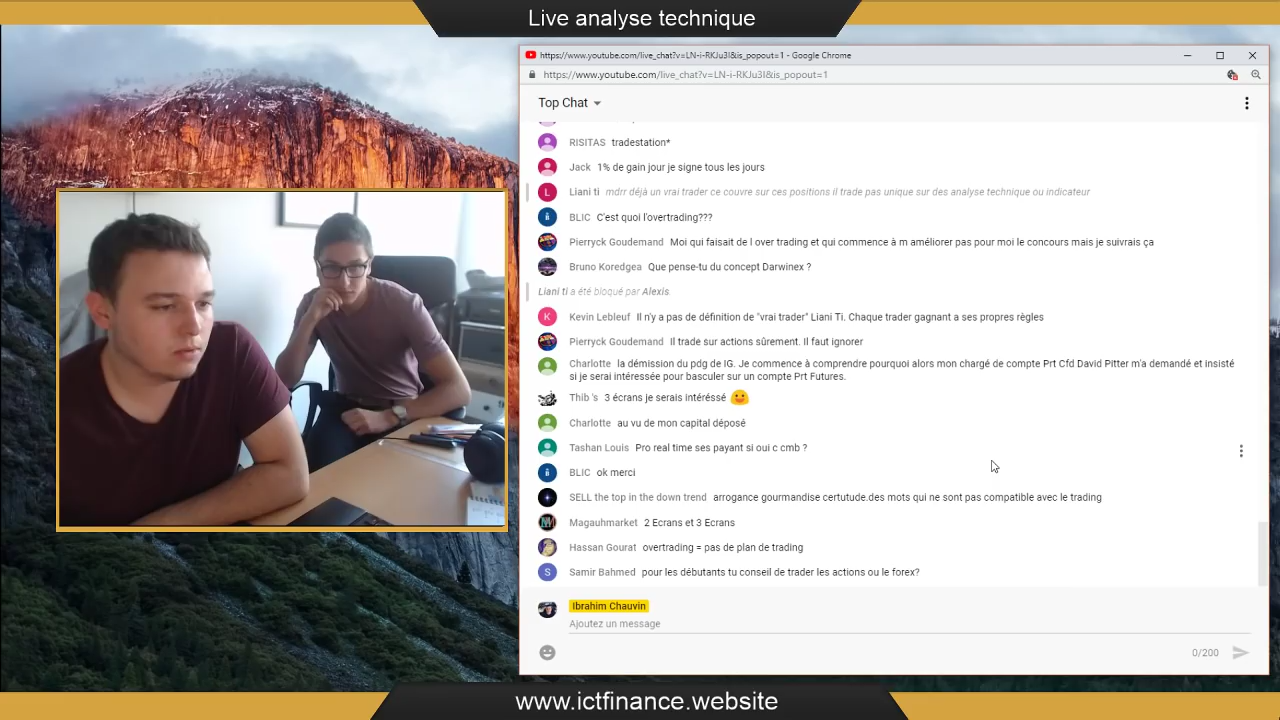 Live analyse technique
https://www.youtube.com/live_chat?v=LN-i-RKJu3I&is_popout=1 - Google Chrome
https://www.youtube.com/live_chat?v=LN-i-RKJu3I&is_popout=1
Top Chat
RISITAS tradestation*
Jack 1% de gain jour je signe tous les jours
L Liani ti mdrr déjà un vrai trader ce couvre sur ces positions il trade pas unique sur des analyse technique ou indicateur
BLIC C'est quoi l'overtrading???
Pierryck Goudemand Moi qui faisait de l over trading et qui commence à m améliorer pas pour moi le concours mais je suivrais ça
Bruno Koredgea Que pense-tu du concept Darwinex ?
Liani ti a été bloqué par Alexis.
K Kevin Lebleuf Il n'y a pas de définition de "vrai trader" Liani Ti. Chaque trader gagnant a ses propres règles
Pierryck Goudemand Il trade sur actions sûrement. Il faut ignorer
Charlotte la démission du pdg de IG. Je commence à comprendre pourquoi alors mon chargé de compte Prt Cfd David Pitter m'a demandé et insisté
si je serai intéressée pour basculer sur un compte Prt Futures.
Thib 's 3 écrans je serais intéréssé
Charlotte au vu de mon capital déposé
Tashan Louis Pro real time ses payant si oui c cmb ?
BLIC ok merci
SELL the top in the down trend arrogance gourmandise certutude.des mots qui ne sont pas compatible avec le trading
Magauhmarket 2 Ecrans et 3 Ecrans
Hassan Gourat overtrading = pas de plan de trading
S Samir Bahmed pour les débutants tu conseil de trader les actions ou le forex?
Ibrahim Chauvin
Ajoutez un message
0/200
www.ictfinance.website